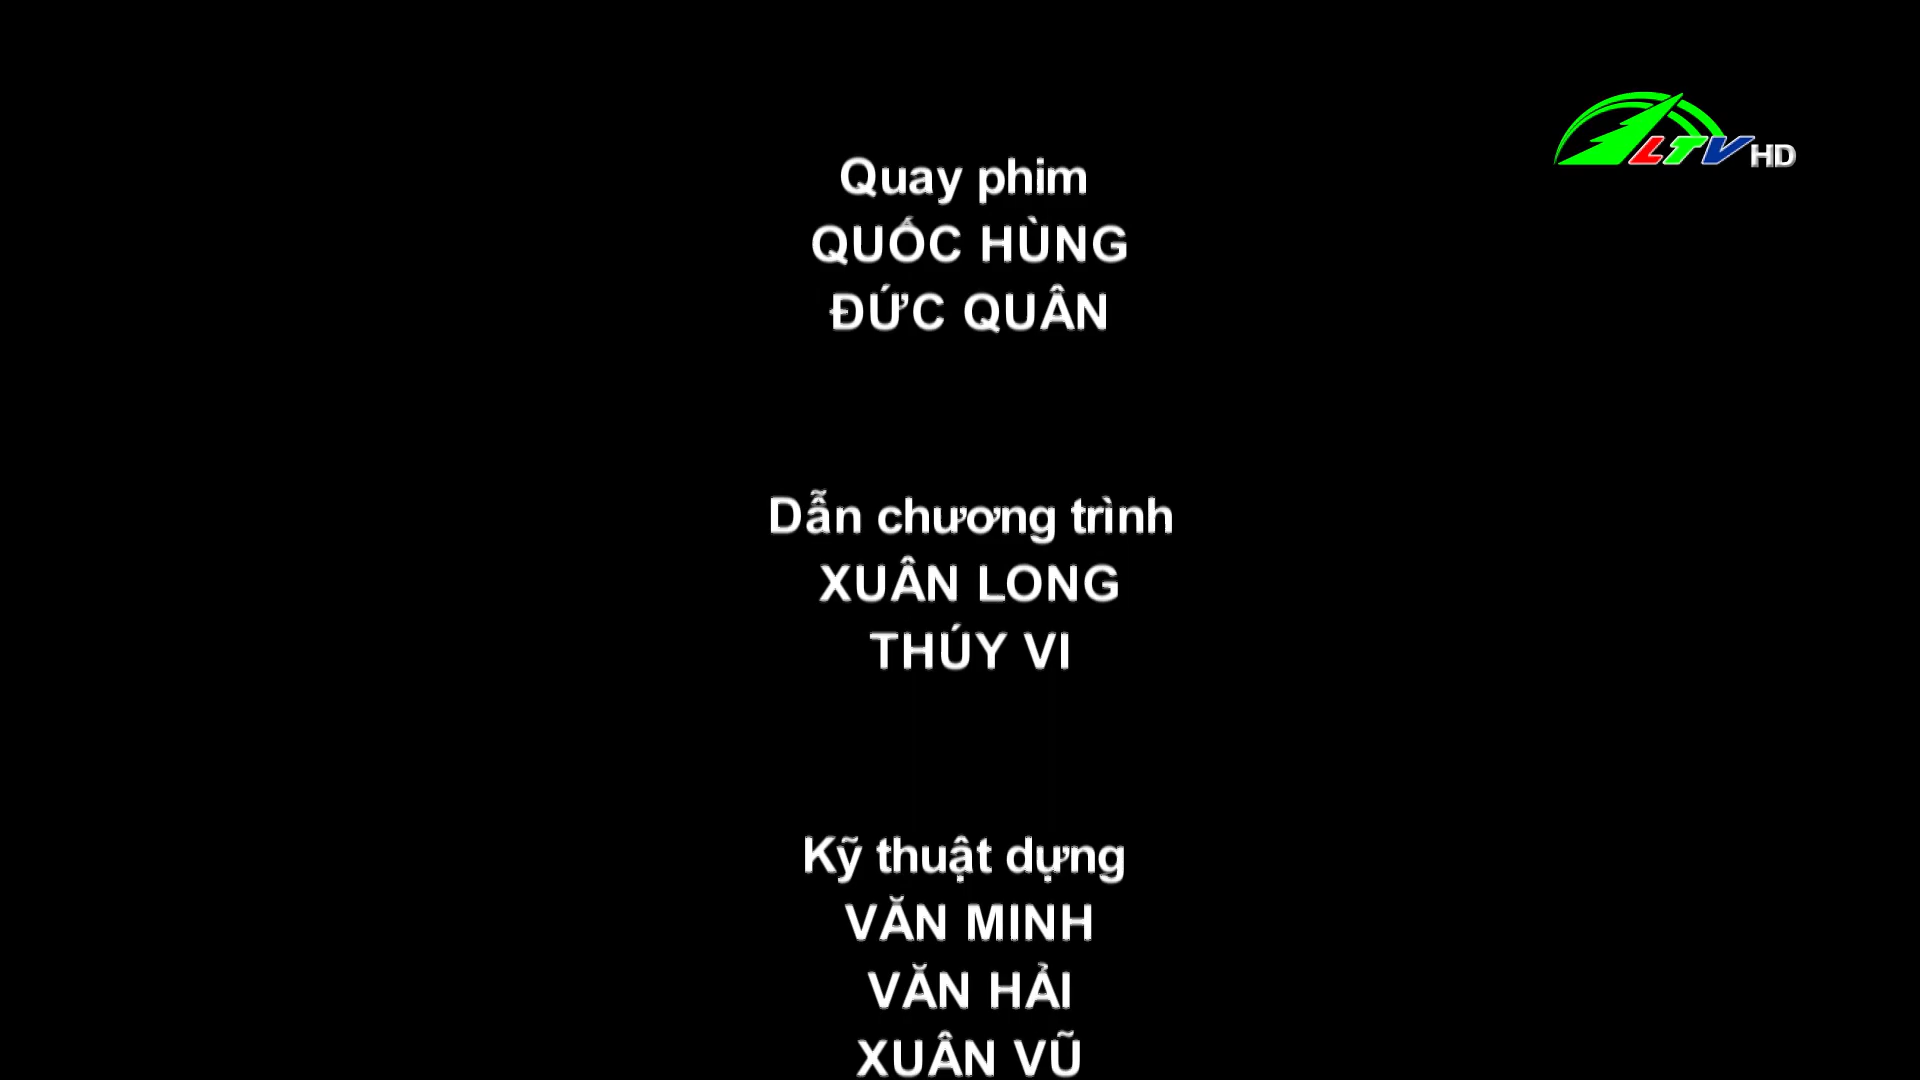 LTV HD
Quay phim
QUỐC HÙNG
ĐỨC QUÂN
Dẫn chương trình
XUÂN LONG
THÚY VI
Kỹ thuật dựng
VĂN MINH
VĂN HẢI
XUÂN VŨ